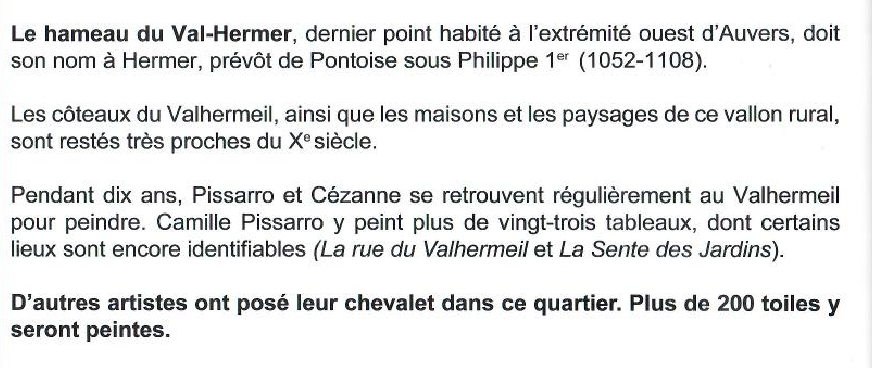 Le hameau du Val-Hermer, dernier point habité à l'extrémité ouest d'Auvers, doit
son nom à Hermer, prévôt de Pontoise sous Philippe 1er (1052-1108).
Les côteaux du Valhermeil, ainsi que les maisons et les paysages de ce vallon rural,
sont restés très proches du Xe siècle.
Pendant dix ans, Pissarro et Cézanne se retrouvent régulièrement au Valhermeil
pour peindre. Camille Pissarro y peint plus de vingt-trois tableaux, dont certains
lieux sont encore identifiables (La rue du Valhermeil et La Sente des Jardins).
D'autres artistes ont posé leur chevalet dans ce quartier. Plus de 200 toiles y
seront peintes.